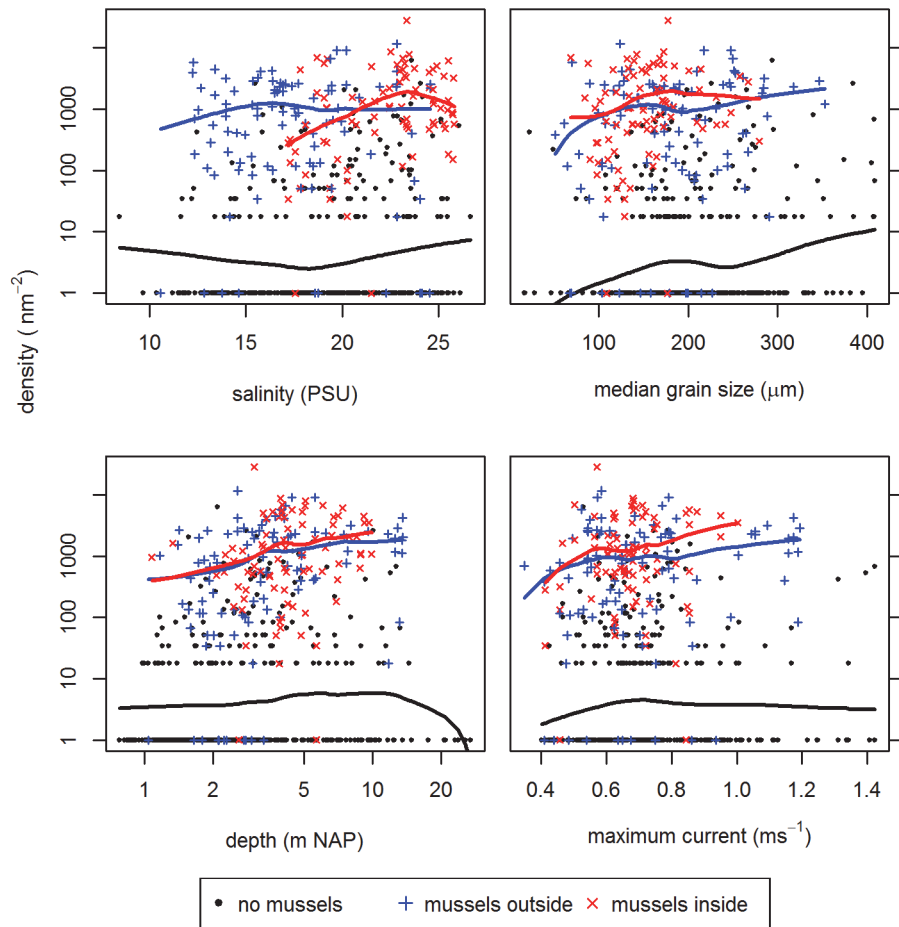 1 10 100 1000
10 15 20 25
salinity (PSU)
100 200 300 400
median grain size (μm)
density ( nm⁻²)
1 10 100 1000
1 2 5 10 20
depth (m NAP)
0.4 0.6 0.8 1.0 1.2 1.4
maximum current (ms⁻¹)
no mussels mussels outside mussels inside